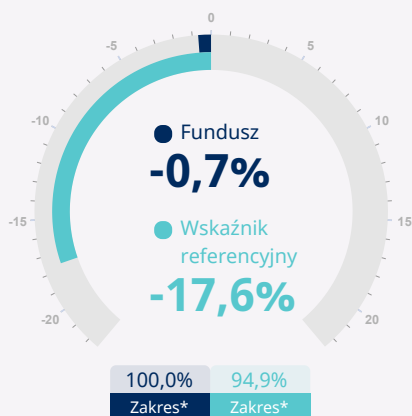 0
-5
5
-10
10
-15
15
-20
20
Fundusz
-0,7%
Wskaźnik
referencyjny
-17,6%
100,0%
94,9%
Zakres*
Zakres*